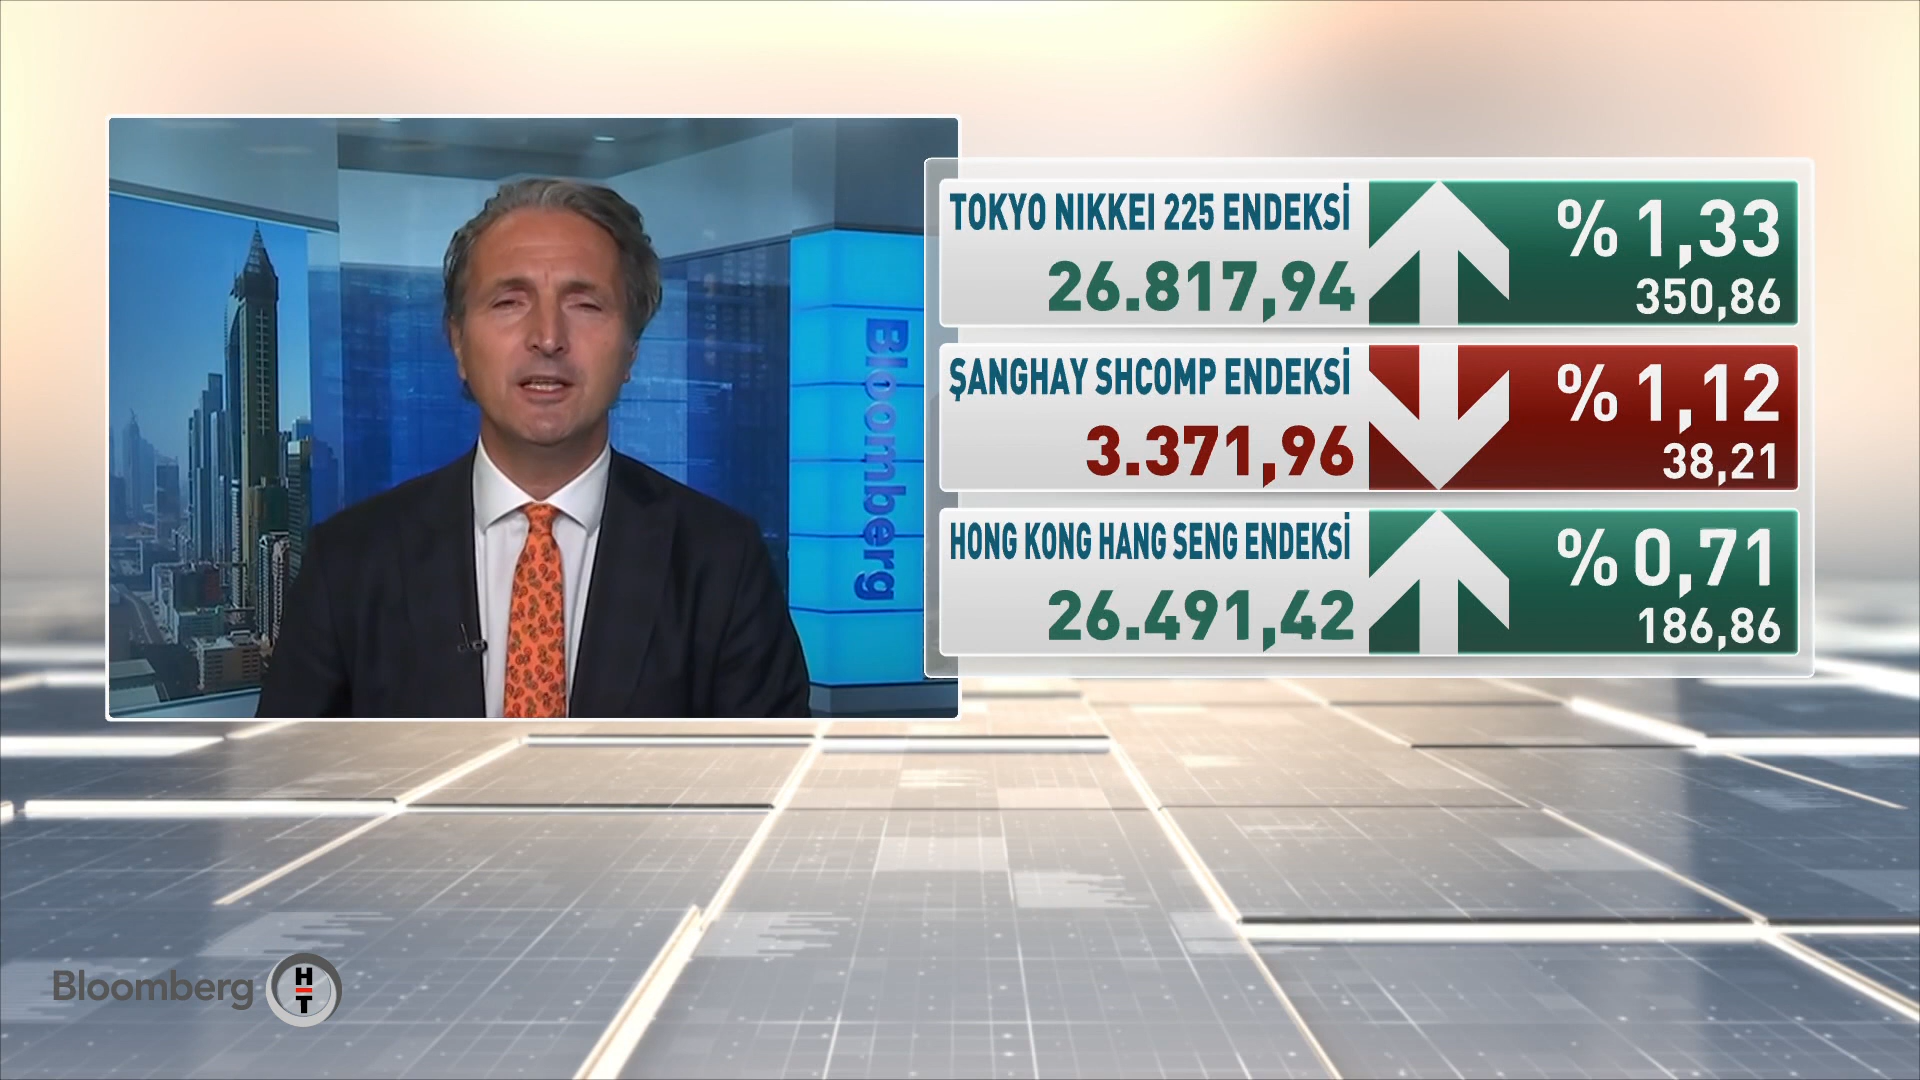 Bloomberg
TOKYO NIKKEI 225 ENDEKSİ
26.817,94
% 1,33
350,86
ŞANGHAY SHCOMP ENDEKSİ
3.371,96
% 1,12
38,21
HONG KONG HANG SENG ENDEKSİ
26.491,42
% 0,71
186,86
Bloomberg HT